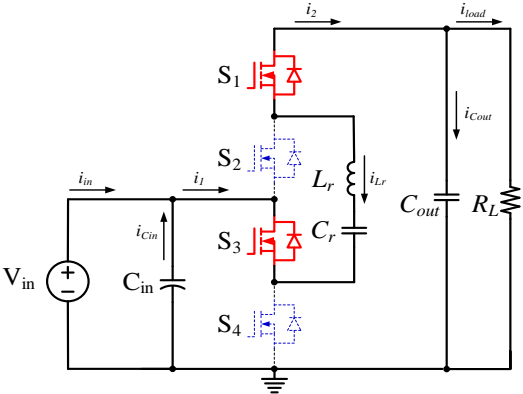 i2
iload
S1
iCout
S2
iin
i1
Lr
iLr
iCin
S3
Cr
Cout
RL
Vin
Cin
S4